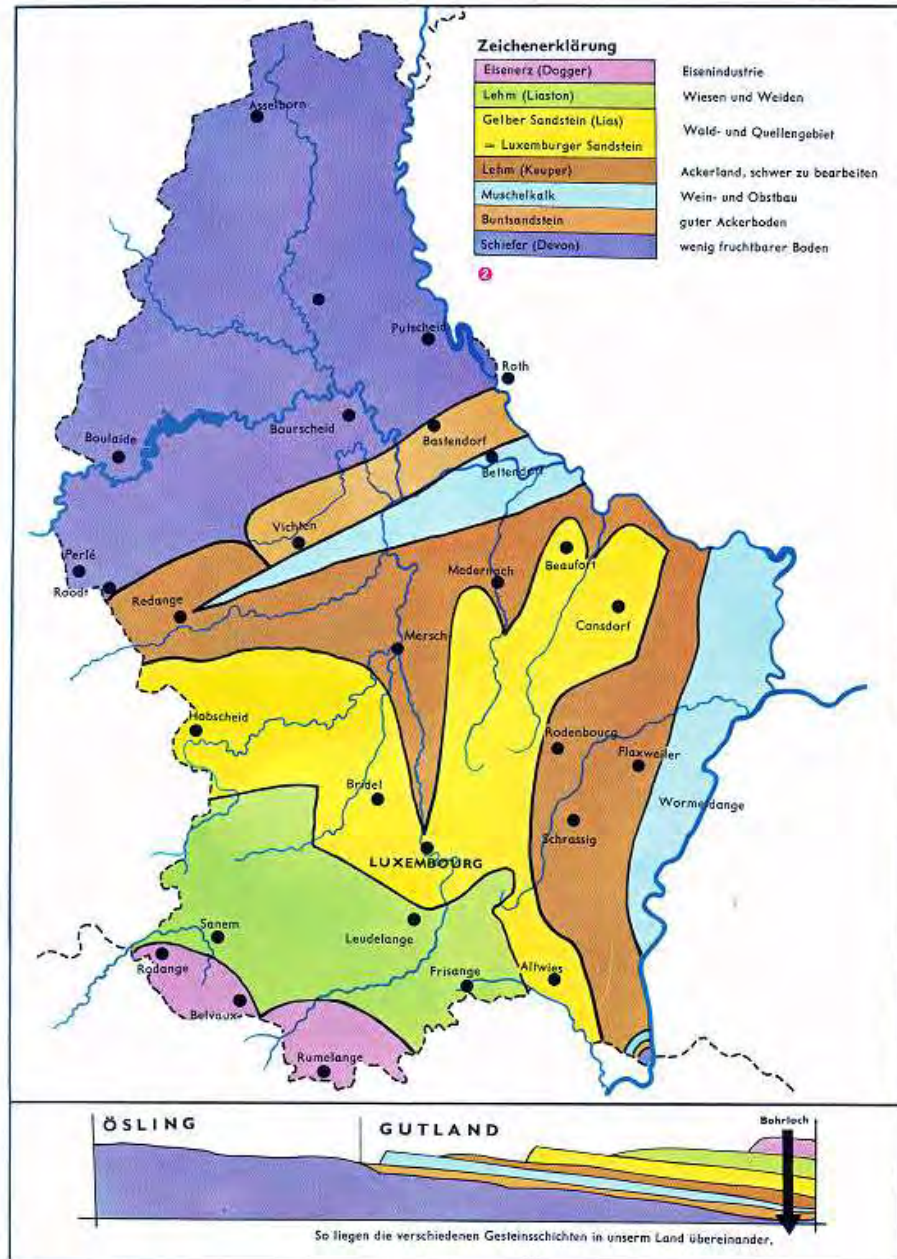 Zeichenerklärung
Eisenerz (Dogger) Eisenindustrie
Lehm (Liaston) Wiesen und Weiden
Gelber Sandstein (Lias)
= Luxemburger Sandstein
Wald- und Quellengebiet
Lehm (Keuper) Ackerland, schwer zu bearbeiten
Muschelkalk Wein- und Obstbau
Buntsandstein guter Ackerboden
Schiefer (Devon) wenig fruchtbarer Boden
2
Asselborn
Putscheid
Roth
Bourscheid
Boulaide
Bastendorf
Bettendorf
Vichten
Perlé
Roodt
Redange
Medernach
Beaufort
Consdorf
Mersch
Habscheid
Rodenbourg
Flaxweiler
Bridel
Wormeldange
Schrassig
LUXEMBOURG
Sanem
Leudelange
Rodange
Frisange
Altwies
Belvaux
Rumelange
ÖSLING
GUTLAND
Bohrloch
So liegen die verschiedenen Gesteinsschichten in unserm Land übereinander.